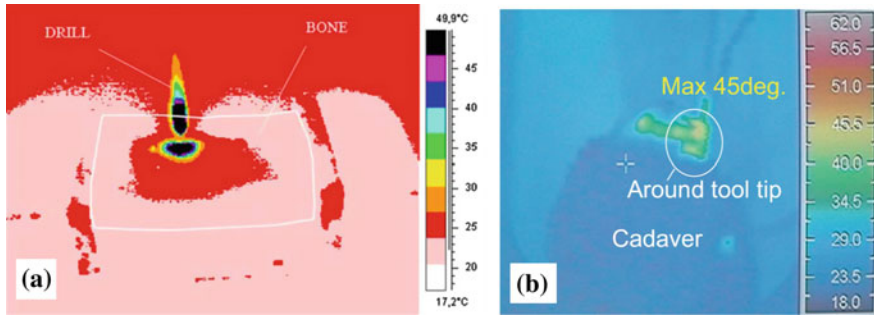 DRILL
BONE
49,9°C
45
40
35
30
25
20
17,2°C
(a)
Max 45deg.
Around tool tip
Cadaver
62.0
56.5
51.0
45.5
40.0
34.5
29.0
23.5
18.0
(b)